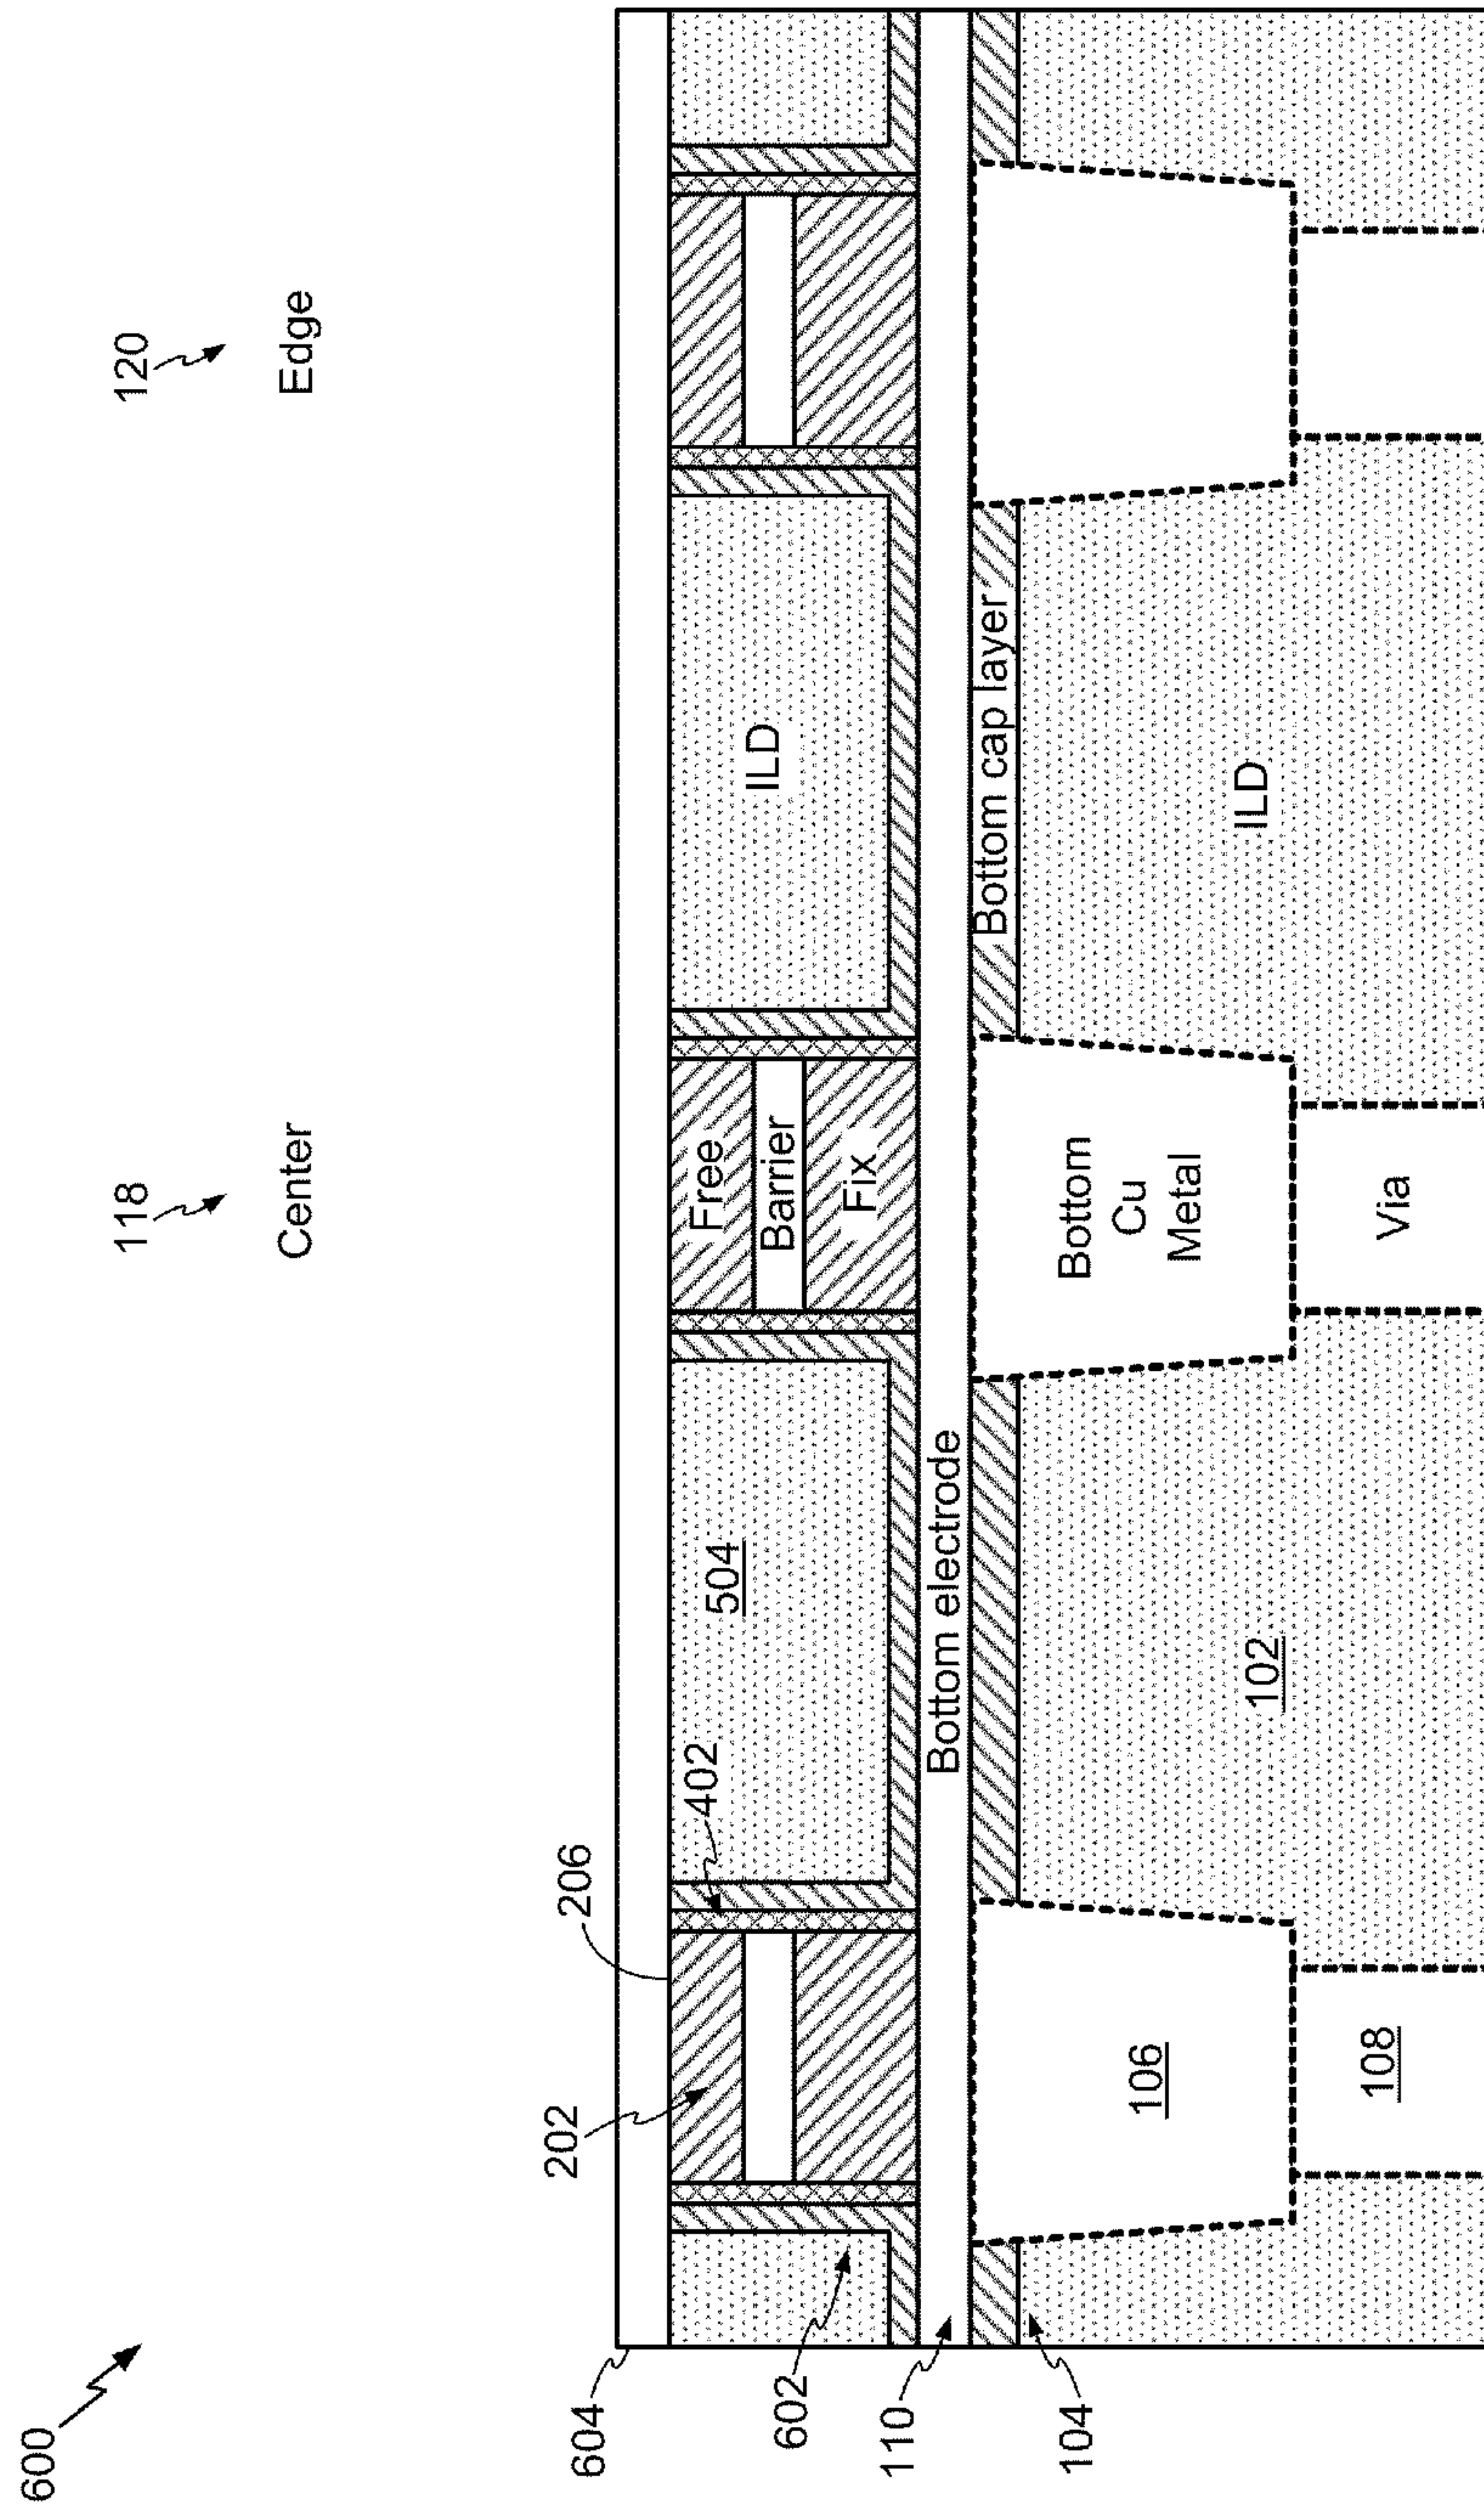 600
118
Center
120
Edge
604
202
206
402
504
ILD
Free
Barrier
Fix
602
110
Bottom electrode
Bottom cap layer
104
106
Bottom
Cu
Metal
102
ILD
108
Via